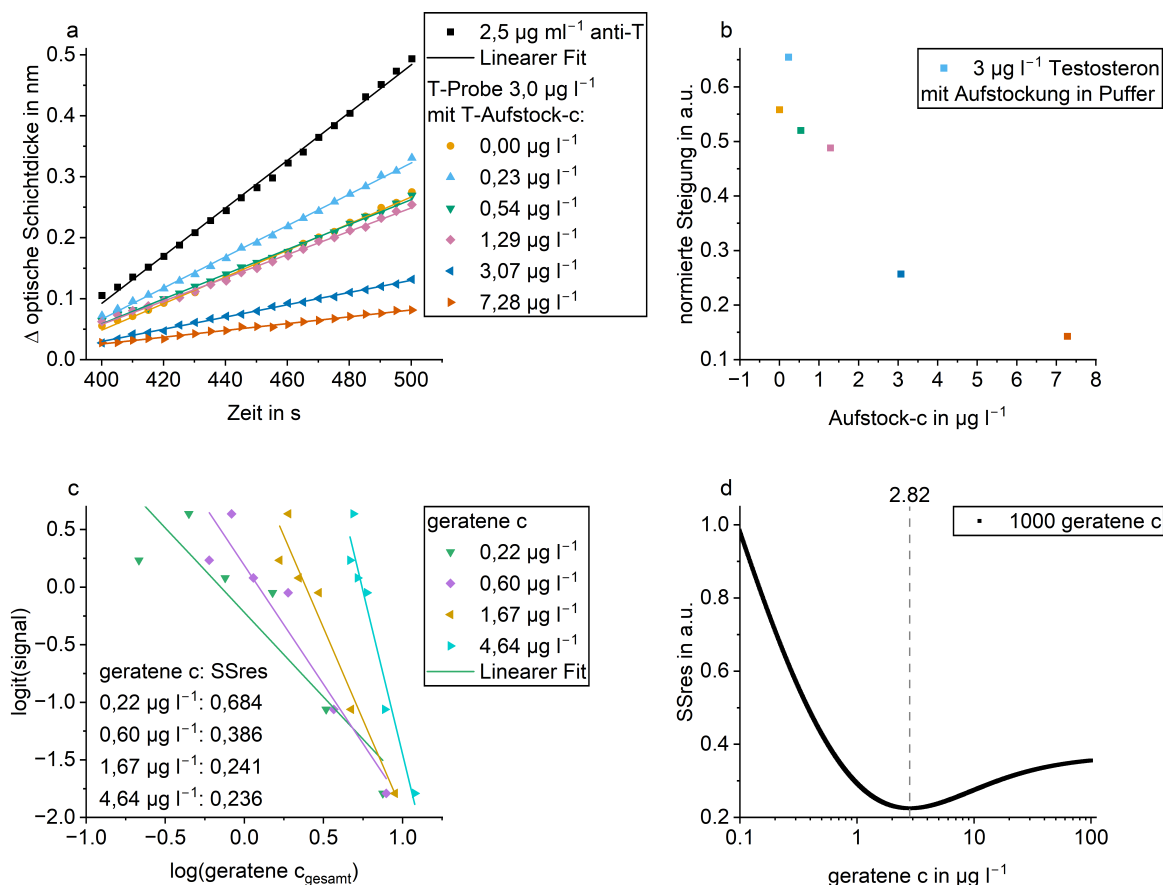 a
Δ optische Schichtdicke in nm
0.5
0.4
0.3
0.2
0.1
0.0
400
420
440
460
480
500
Zeit in s
2,5 µg ml⁻¹ anti-T
Linearer Fit
T-Probe 3,0 µg l⁻¹
mit T-Aufstock-c:
0,00 µg l⁻¹
0,23 µg l⁻¹
0,54 µg l⁻¹
1,29 µg l⁻¹
3,07 µg l⁻¹
7,28 µg l⁻¹
b
normierte Steigung in a.u.
0.6
0.5
0.4
0.3
0.2
0.1
−1
0
1
2
3
4
5
6
7
8
Aufstock-c in µg l⁻¹
3 µg l⁻¹ Testosteron
mit Aufstockung in Puffer
c
logit(signal)
0.5
0.0
−0.5
−1.0
−1.5
−2.0
−1.0
−0.5
0.0
0.5
1.0
log(geratene c_gesamt)
geratene c: SSres
0,22 µg l⁻¹: 0,684
0,60 µg l⁻¹: 0,386
1,67 µg l⁻¹: 0,241
4,64 µg l⁻¹: 0,236
geratene c
0,22 µg l⁻¹
0,60 µg l⁻¹
1,67 µg l⁻¹
4,64 µg l⁻¹
Linearer Fit
d
2.82
SSres in a.u.
1.0
0.8
0.6
0.4
0.2
0.1
1
10
100
geratene c in µg l⁻¹
1000 geratene c